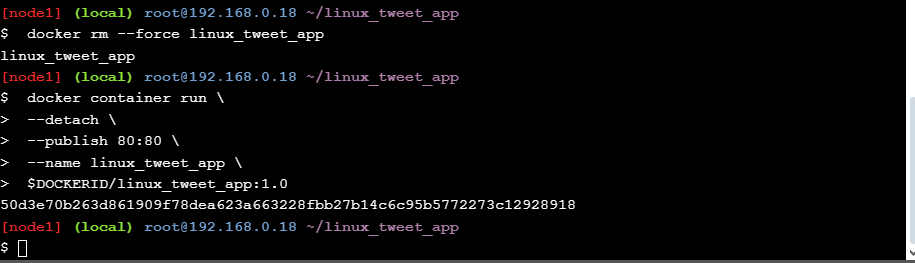 [node1] (local) root@192.168.0.18 ~/linux_tweet_app
$  docker rm --force linux_tweet_app
linux_tweet_app
[node1] (local) root@192.168.0.18 ~/linux_tweet_app
$  docker container run \
>  --detach \
>  --publish 80:80 \
>  --name linux_tweet_app \
>  $DOCKERID/linux_tweet_app:1.0
50d3e70b263d861909f78dea623a663228fbb27b14c6c95b5772273c12928918
[node1] (local) root@192.168.0.18 ~/linux_tweet_app
$